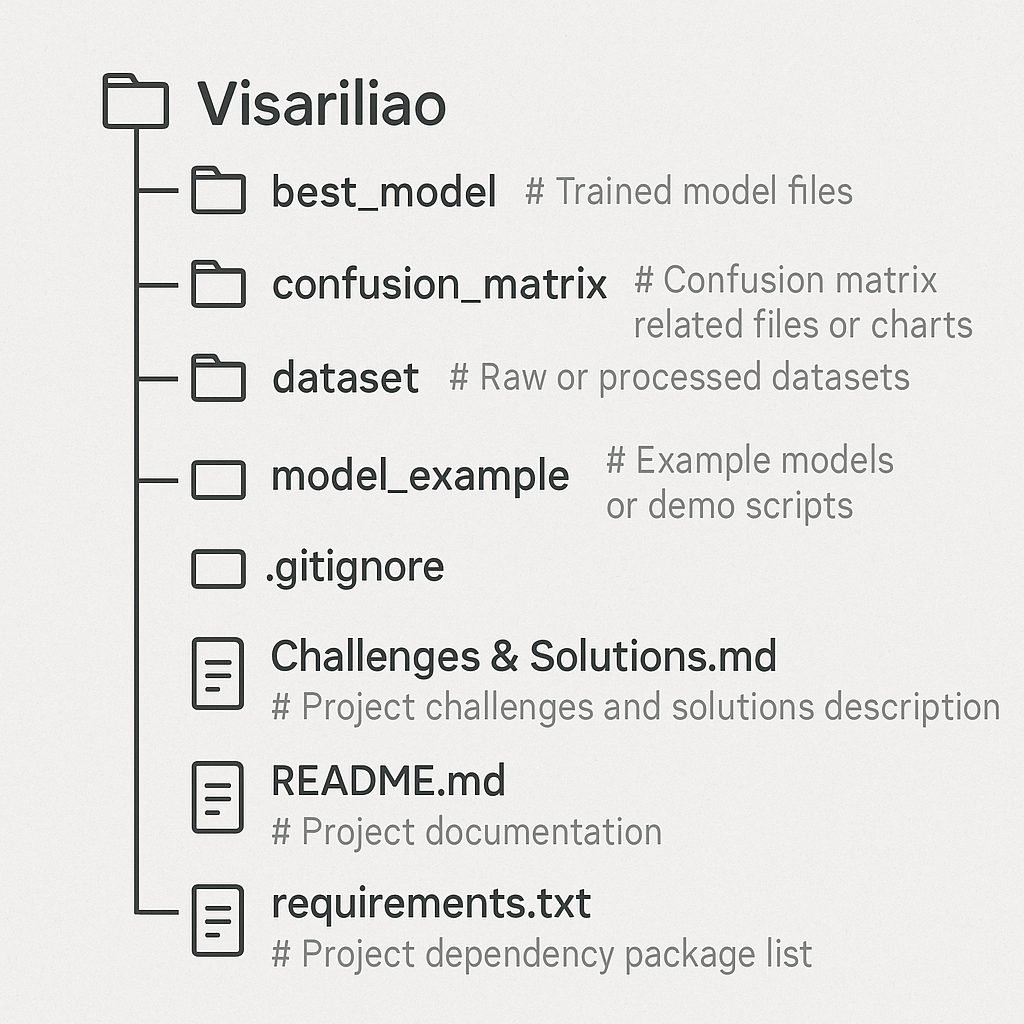 Visariliao
best_model # Trained model files
confusion_matrix # Confusion matrix
related files or charts
dataset # Raw or processed datasets
model_example # Example models
or demo scripts
.gitignore
Challenges & Solutions.md
# Project challenges and solutions description
README.md
# Project documentation
requirements.txt
# Project dependency package list